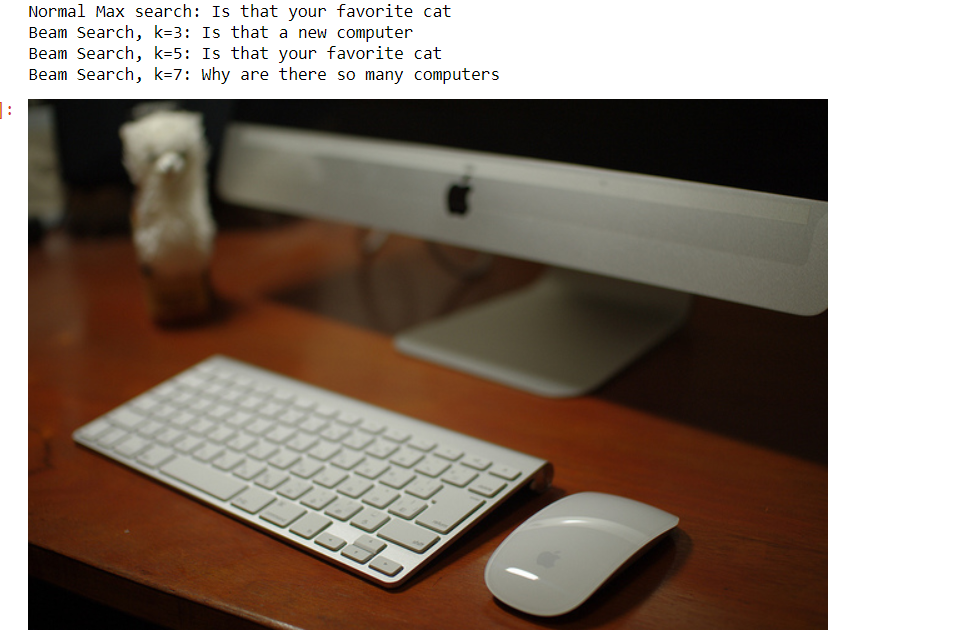 Normal Max search: Is that your favorite cat
Beam Search, k=3: Is that a new computer
Beam Search, k=5: Is that your favorite cat
Beam Search, k=7: Why are there so many computers
]: